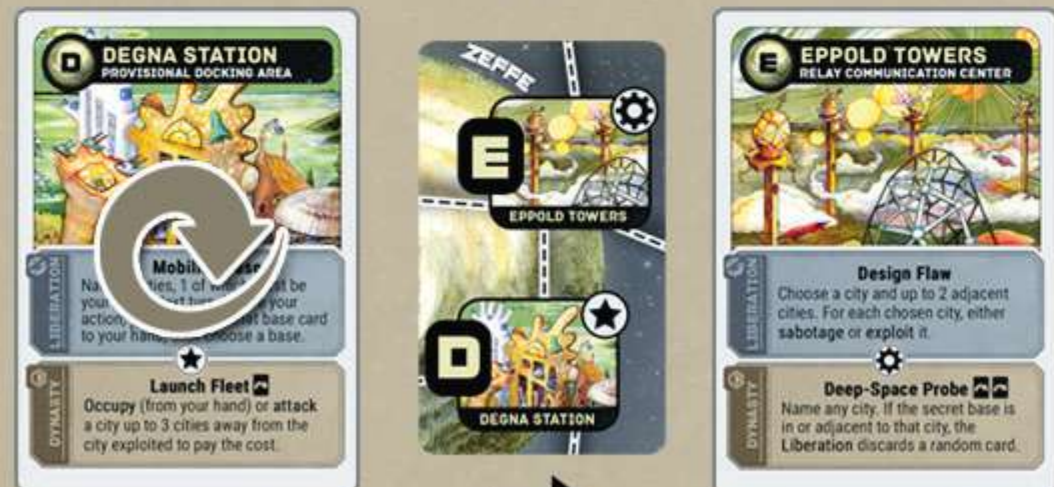 D
DEGNA STATION
PROVISIONAL DOCKING AREA
LIBERATION
be
your
your
action,
base card
to your
choose a base.
DYNASTY
Launch Fleet
Occupy (from your hand) or attack
a city up to 3 cities away from the
city exploited to pay the cost.
ZEFFE
E
EPPOLD TOWERS
D
DEGNA STATION
E
EPPOLD TOWERS
RELAY COMMUNICATION CENTER
LIBERATION
Design Flaw
Choose a city and up to 2 adjacent
cities. For each chosen city, either
sabotage or exploit it.
DYNASTY
Deep-Space Probe
Name any city. If the secret base is
in or adjacent to that city, the
Liberation discards a random card.